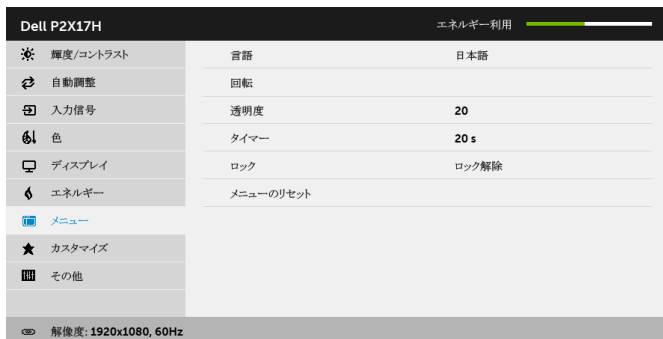 Dell P2X17H エネルギー利用
輝度/コントラスト 言語 日本語
自動調整 回転
入力信号 透明度 20
色 タイマー 20 s
ディスプレイ ロック ロック解除
エネルギー メニューのリセット
メニュー
カスタマイズ
その他
解像度: 1920x1080, 60Hz